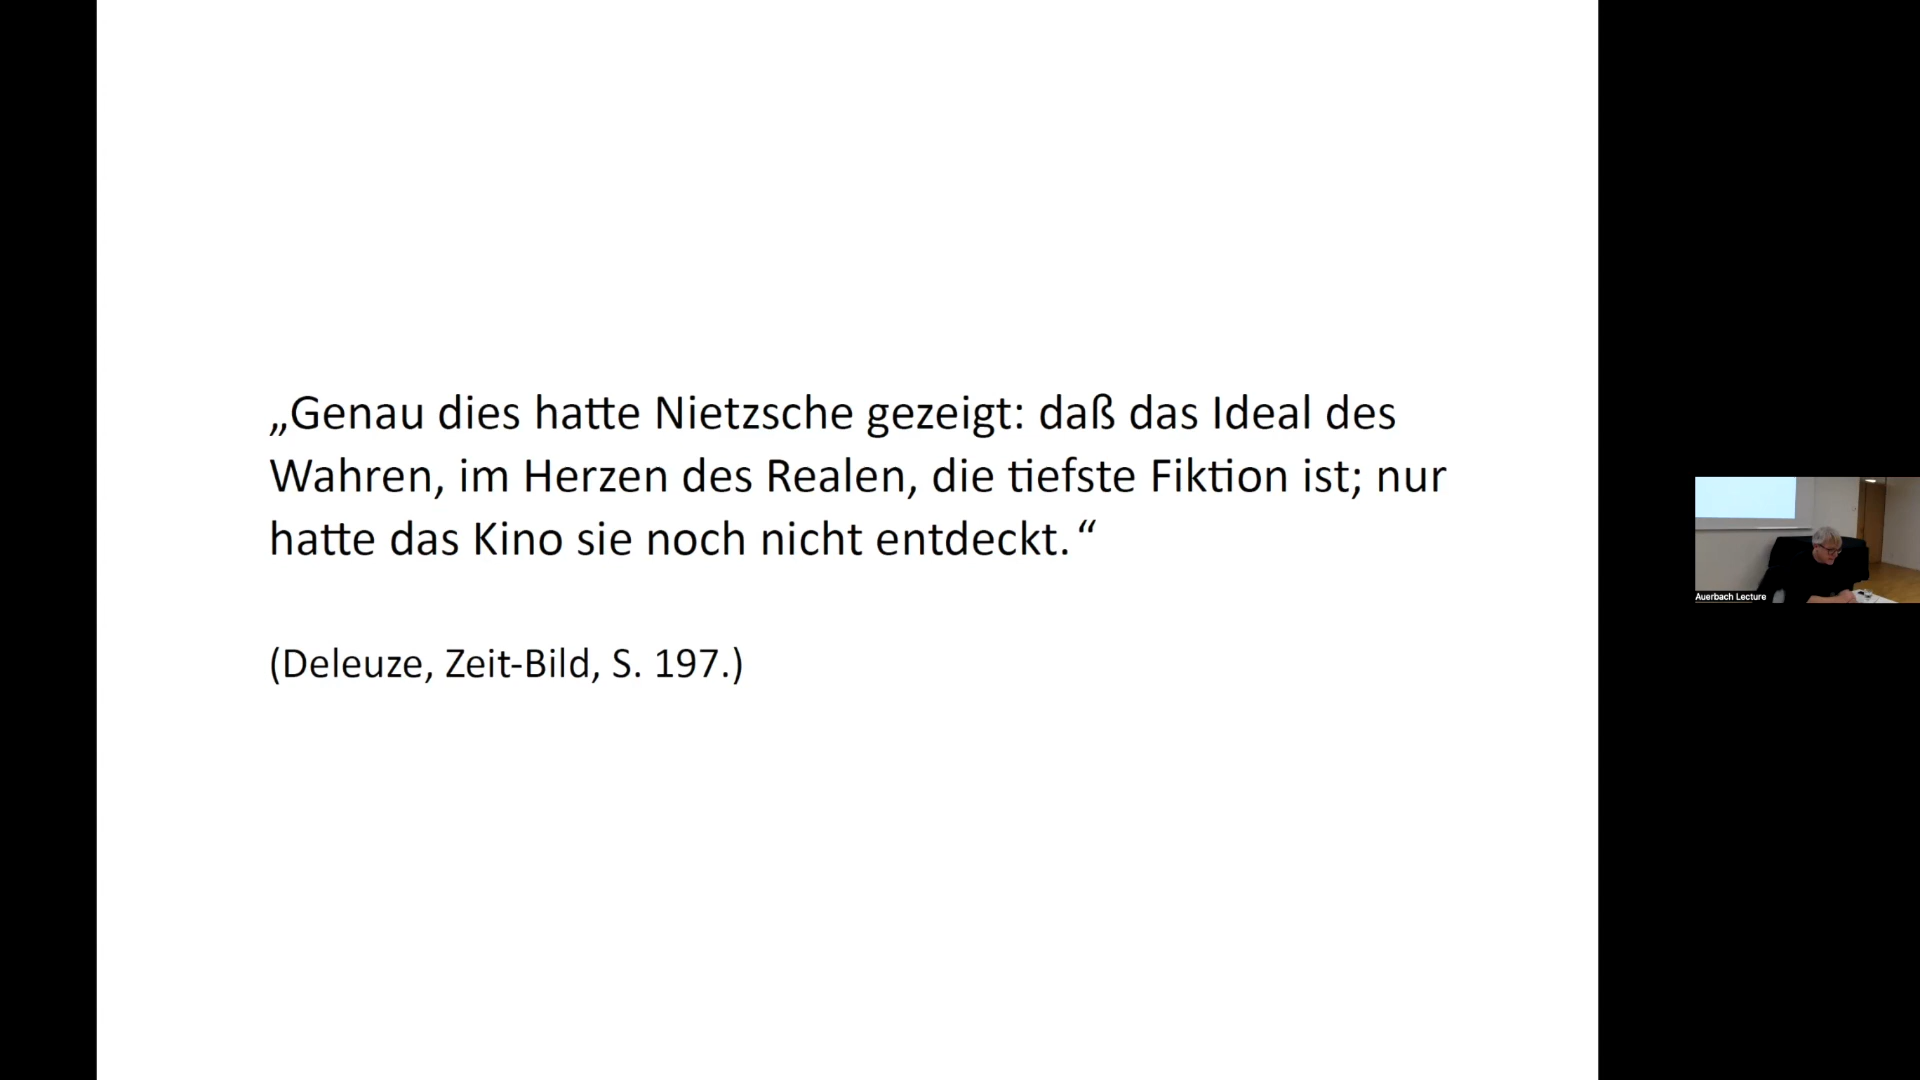 „Genau dies hatte Nietzsche gezeigt: daß das Ideal des
Wahren, im Herzen des Realen, die tiefste Fiktion ist; nur
hatte das Kino sie noch nicht entdeckt.“
(Deleuze, Zeit-Bild, S. 197.)
Auerbach Lecture